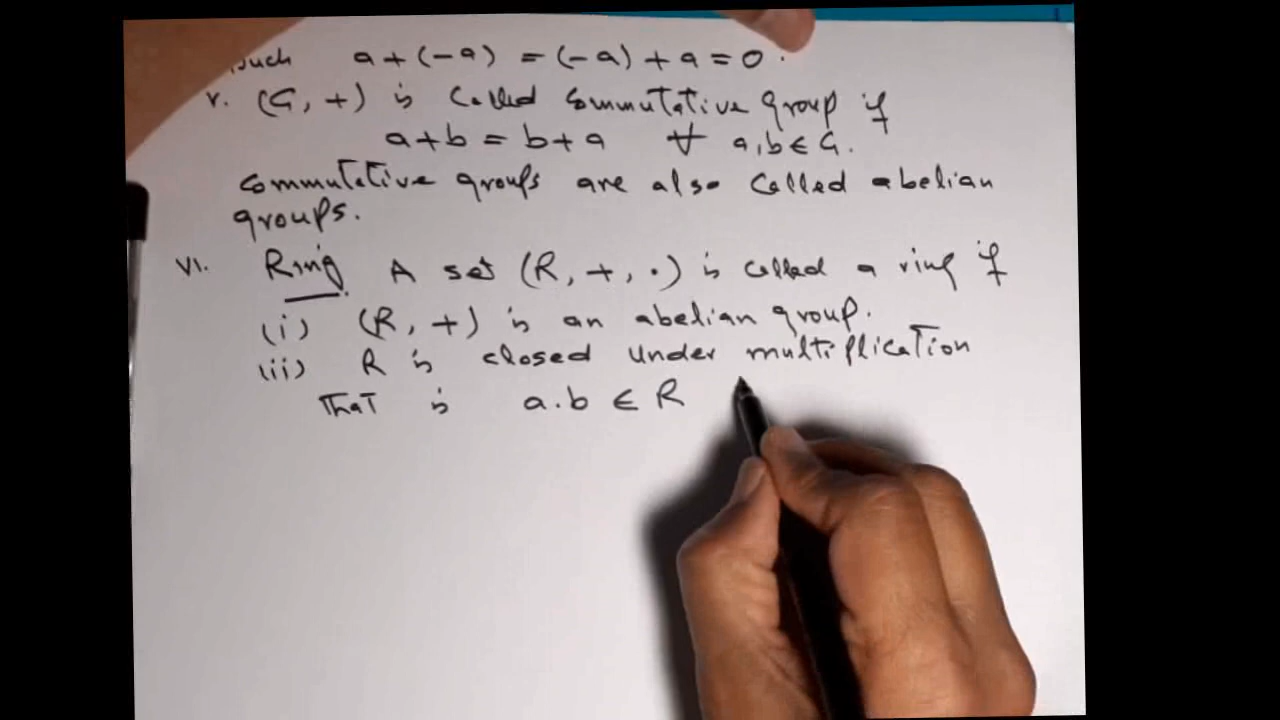 such a + (-a) = (-a) + a = 0.
v. (G, +) is called commutative group if
a + b = b + a ∀ a, b ∈ G.
commutative groups are also called abelian
groups.
VI. Ring. A set (R, +, ·) is called a ring if
(i) (R, +) is an abelian group.
(ii) R is closed under multiplication
That is a.b ∈ R